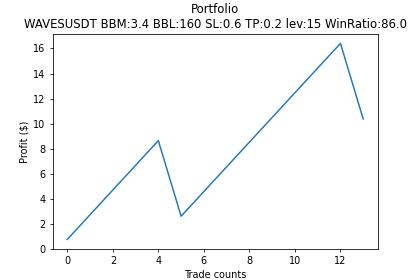 Portfolio
WAVESUSDT BBM:3.4 BBL:160 SL:0.6 TP:0.2 lev:15 WinRatio:86.0
16
14
12
10
8
6
4
2
0
Profit ($)
0 2 4 6 8 10 12
Trade counts